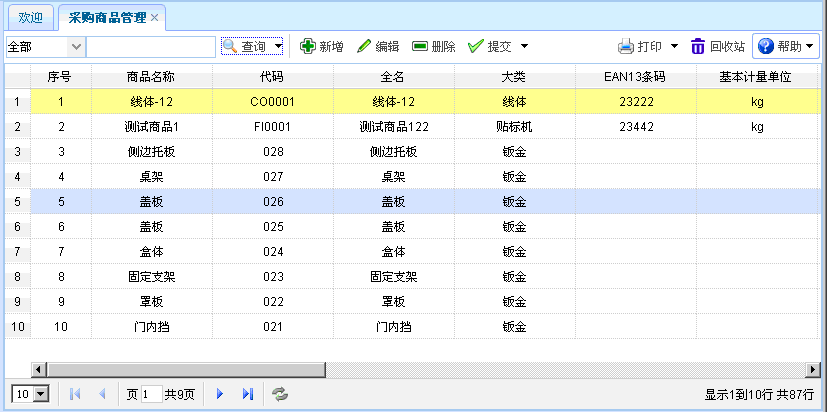 欢迎 采购商品管理
全部 查询 新增 编辑 删除 提交 打印 回收站 帮助
序号 商品名称 代码 全名 大类 EAN13条码 基本计量单位
1 1 线体-12 CO0001 线体-12 线体 23222 kg
2 2 测试商品1 FI0001 测试商品122 贴标机 23442 kg
3 3 侧边托板 028 侧边托板 钣金
4 4 桌架 027 桌架 钣金
5 5 盖板 026 盖板 钣金
6 6 盖板 025 盖板 钣金
7 7 盒体 024 盒体 钣金
8 8 固定支架 023 固定支架 钣金
9 9 罩板 022 罩板 钣金
10 10 门内挡 021 门内挡 钣金
10 页 1 共9页 显示1到10行 共87行